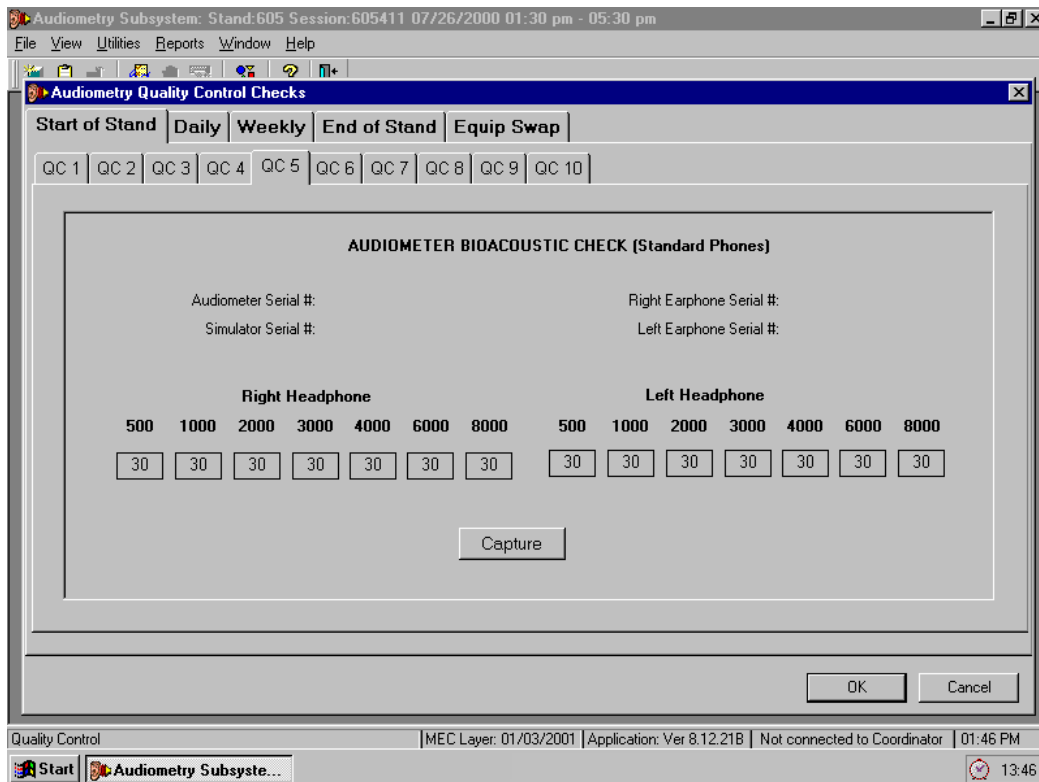 Audiometry Subsystem: Stand:605 Session:605411 07/26/2000 01:30 pm - 05:30 pm
File View Utilities Reports Window Help
Audiometry Quality Control Checks
Start of Stand Daily Weekly End of Stand Equip Swap
QC 1 QC 2 QC 3 QC 4 QC 5 QC 6 QC 7 QC 8 QC 9 QC 10
AUDIOMETER BIOACOUSTIC CHECK (Standard Phones)
Audiometer Serial #: Right Earphone Serial #:
Simulator Serial #: Left Earphone Serial #:
Right Headphone Left Headphone
500 1000 2000 3000 4000 6000 8000 500 1000 2000 3000 4000 6000 8000
30 30 30 30 30 30 30 30 30 30 30 30 30 30
Capture
OK Cancel
Quality Control MEC Layer: 01/03/2001 Application: Ver 8.12.21B Not connected to Coordinator 01:46 PM
Start Audiometry Subsyste... 13:46